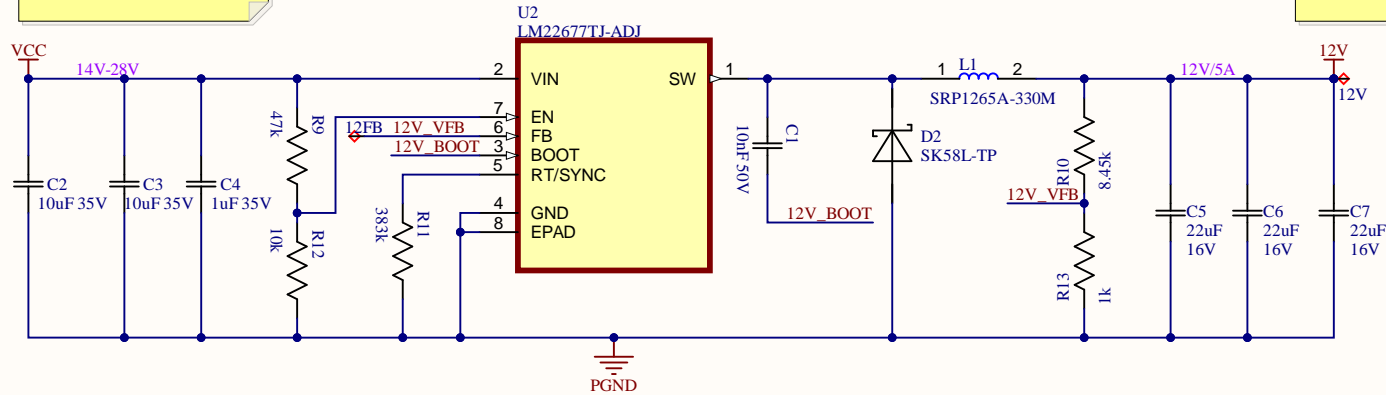 U2
LM22677TJ-ADJ
VCC
14V-28V
2
VIN
SW
1
1
L1
2
SRP1265A-330M
12V/5A
12V
12V
47k
R9
7
EN
12FB
12V_VFB
6
FB
12V_BOOT
3
BOOT
5
RT/SYNC
4
GND
8
EPAD
C1
10nF 50V
12V_BOOT
D2
SK58L-TP
R10
8.45k
12V_VFB
R13
1k
C2
10uF 35V
C3
10uF 35V
C4
1uF 35V
R12
10k
R11
383k
C5
22uF
16V
C6
22uF
16V
C7
22uF
16V
PGND